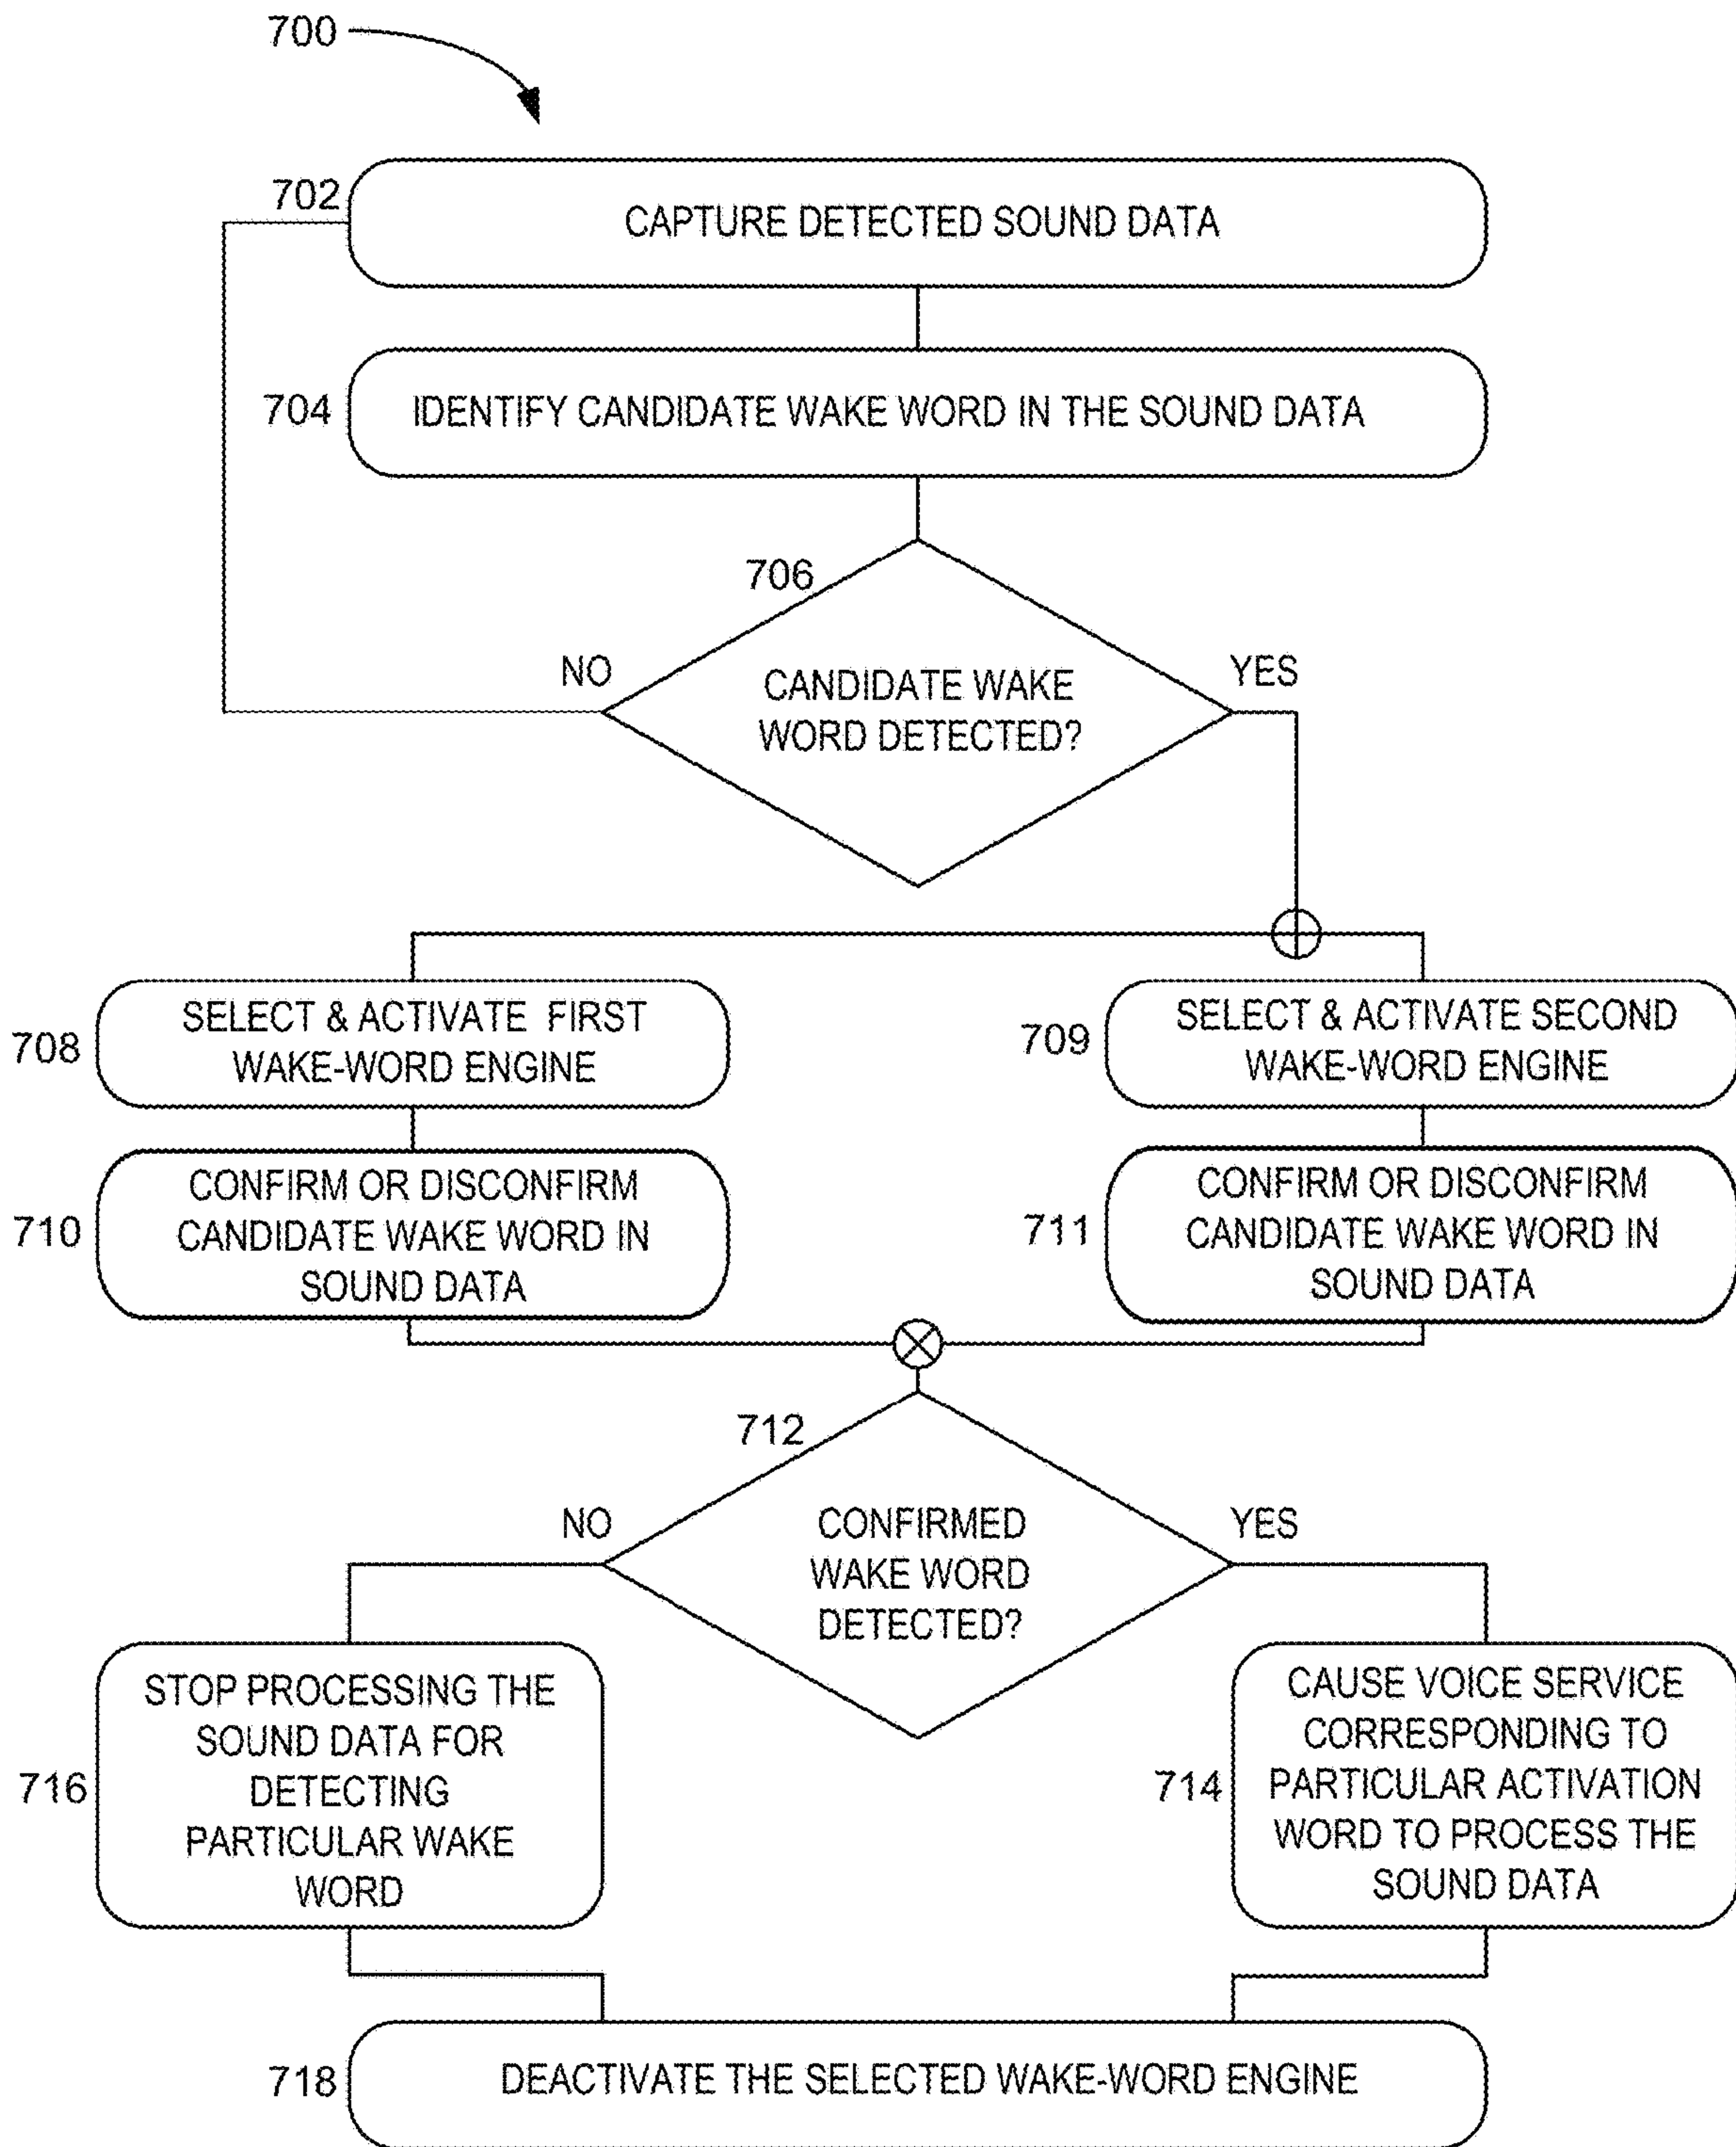 700
702
CAPTURE DETECTED SOUND DATA
704
IDENTIFY CANDIDATE WAKE WORD IN THE SOUND DATA
706
NO
YES
CANDIDATE WAKE
WORD DETECTED?
708
SELECT & ACTIVATE FIRST
WAKE-WORD ENGINE
709
SELECT & ACTIVATE SECOND
WAKE-WORD ENGINE
710
CONFIRM OR DISCONFIRM
CANDIDATE WAKE WORD IN
SOUND DATA
711
CONFIRM OR DISCONFIRM
CANDIDATE WAKE WORD IN
SOUND DATA
712
NO
YES
CONFIRMED
WAKE WORD
DETECTED?
716
STOP PROCESSING THE
SOUND DATA FOR
DETECTING
PARTICULAR WAKE
WORD
714
CAUSE VOICE SERVICE
CORRESPONDING TO
PARTICULAR ACTIVATION
WORD TO PROCESS THE
SOUND DATA
718
DEACTIVATE THE SELECTED WAKE-WORD ENGINE